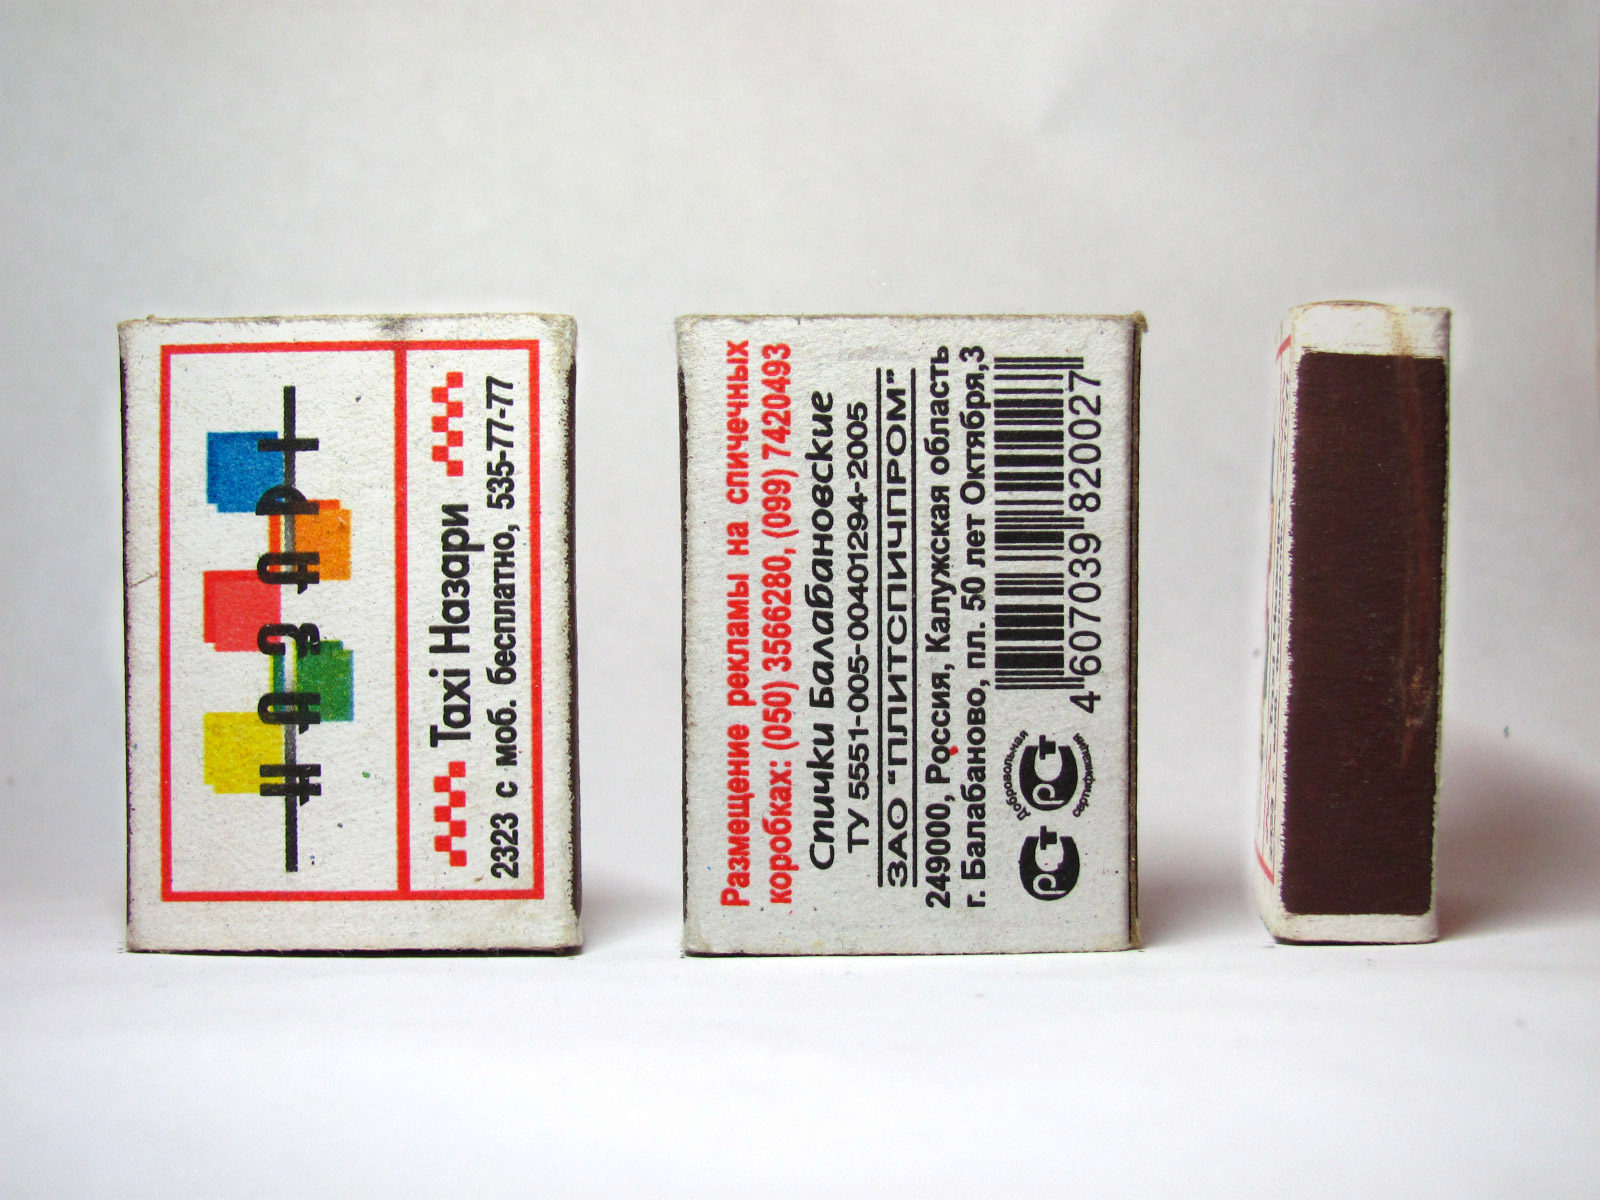 Назарі
Taxi Назари
2323 с моб. бесплатно, 535-77-77
Размещение рекламы на спичечных
коробках: (050) 3566280, (099) 7420493
Спички Балабановские
ТУ 5551-005-00401294-2005
ЗАО "ПЛИТСПИЧПРОМ"
249000, Россия, Калужская область
г. Балабаново, пл. 50 лет Октября,3
РСТ
Добровольная
РСТ
сертификация
4 607039 820027